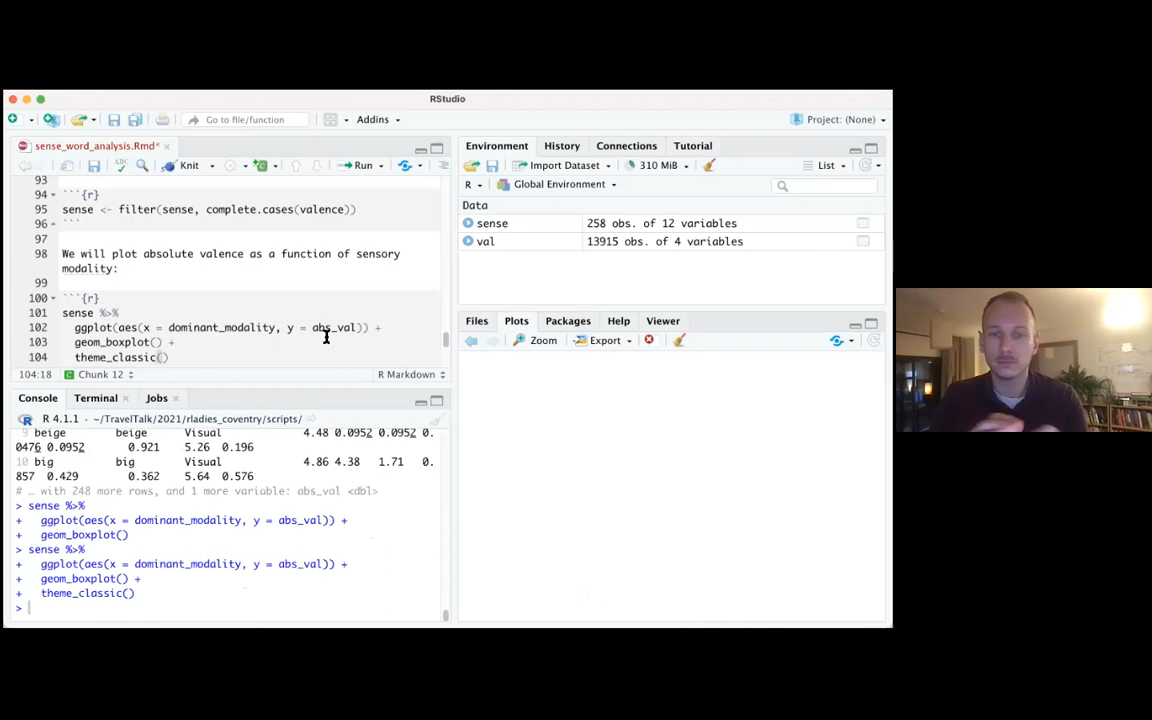 RStudio
Go to file/function
Addins
Project: (None)
sense_word_analysis.Rmd*
Knit
Run
93
94 ```{r}
95 sense <- filter(sense, complete.cases(valence))
96 ```
97
98 We will plot absolute valence as a function of sensory
modality:
99
100 ```{r}
101 sense %>%
102 ggplot(aes(x = dominant_modality, y = abs_val)) +
103 geom_boxplot() +
104 theme_classic()
104:18 Chunk 12 R Markdown
Console Terminal Jobs
R 4.1.1 · ~/TravelTalk/2021/rladies_coventry/scripts/
9 beige beige Visual 4.48 0.0952 0.0952 0.
0476 0.0952 0.921 5.26 0.196
10 big big Visual 4.86 4.38 1.71 0.
857 0.429 0.362 5.64 0.576
# … with 248 more rows, and 1 more variable: abs_val <dbl>
> sense %>%
+ ggplot(aes(x = dominant_modality, y = abs_val)) +
+ geom_boxplot()
> sense %>%
+ ggplot(aes(x = dominant_modality, y = abs_val)) +
+ geom_boxplot() +
+ theme_classic()
>
Environment History Connections Tutorial
Import Dataset 310 MiB List
R Global Environment
Data
sense 258 obs. of 12 variables
val 13915 obs. of 4 variables
Files Plots Packages Help Viewer
Zoom Export